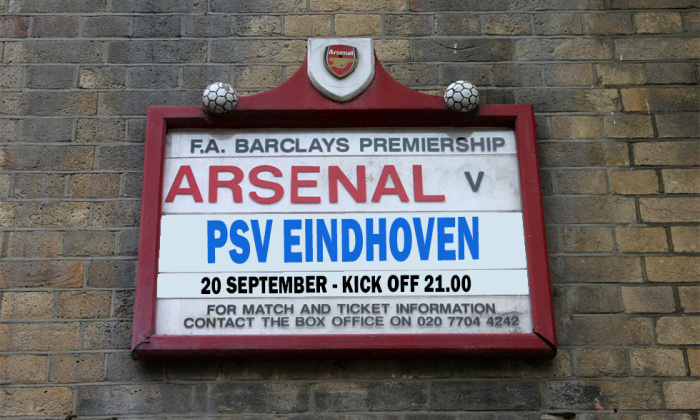 Arsenal
F.A. BARCLAYS PREMIERSHIP
ARSENAL V
PSV EINDHOVEN
20 SEPTEMBER - KICK OFF 21.00
FOR MATCH AND TICKET INFORMATION
CONTACT THE BOX OFFICE ON 020 7704 4242